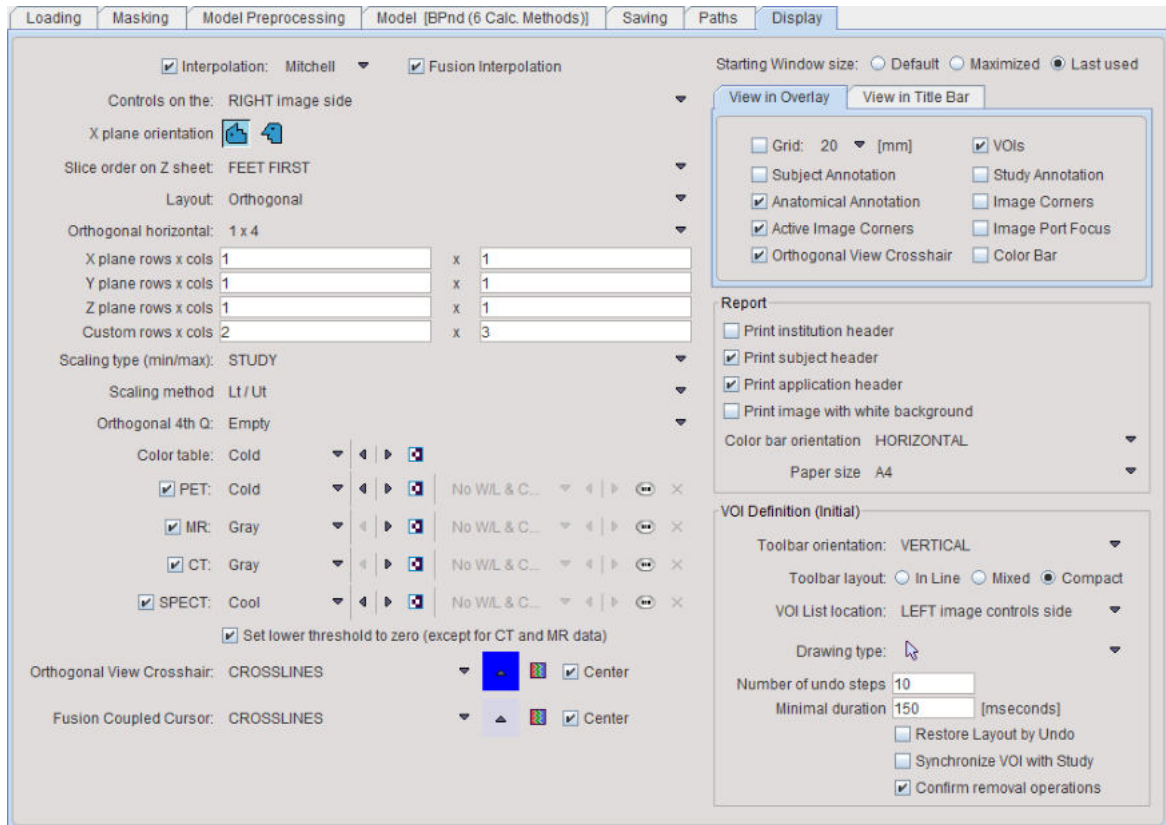 Loading Masking Model Preprocessing Model [BPnd (6 Calc. Methods)] Saving Paths Display
Interpolation: Mitchell Fusion Interpolation
Controls on the: RIGHT image side
X plane orientation
Slice order on Z sheet: FEET FIRST
Layout: Orthogonal
Orthogonal horizontal: 1 x 4
X plane rows x cols 1 x 1
Y plane rows x cols 1 x 1
Z plane rows x cols 1 x 1
Custom rows x cols 2 x 3
Scaling type (min/max): STUDY
Scaling method Lt / Ut
Orthogonal 4th Q: Empty
Color table: Cold
PET: Cold No W/L & C...
MR: Gray No W/L & C...
CT: Gray No W/L & C...
SPECT: Cool No W/L & C...
Set lower threshold to zero (except for CT and MR data)
Orthogonal View Crosshair: CROSSLINES Center
Fusion Coupled Cursor: CROSSLINES Center
Starting Window size: Default Maximized Last used
View in Overlay View in Title Bar
Grid: 20 [mm] VOIs
Subject Annotation Study Annotation
Anatomical Annotation Image Corners
Active Image Corners Image Port Focus
Orthogonal View Crosshair Color Bar
Report
Print institution header
Print subject header
Print application header
Print image with white background
Color bar orientation HORIZONTAL
Paper size A4
VOI Definition (Initial)
Toolbar orientation: VERTICAL
Toolbar layout: In Line Mixed Compact
VOI List location: LEFT image controls side
Drawing type:
Number of undo steps 10
Minimal duration 150 [mseconds]
Restore Layout by Undo
Synchronize VOI with Study
Confirm removal operations